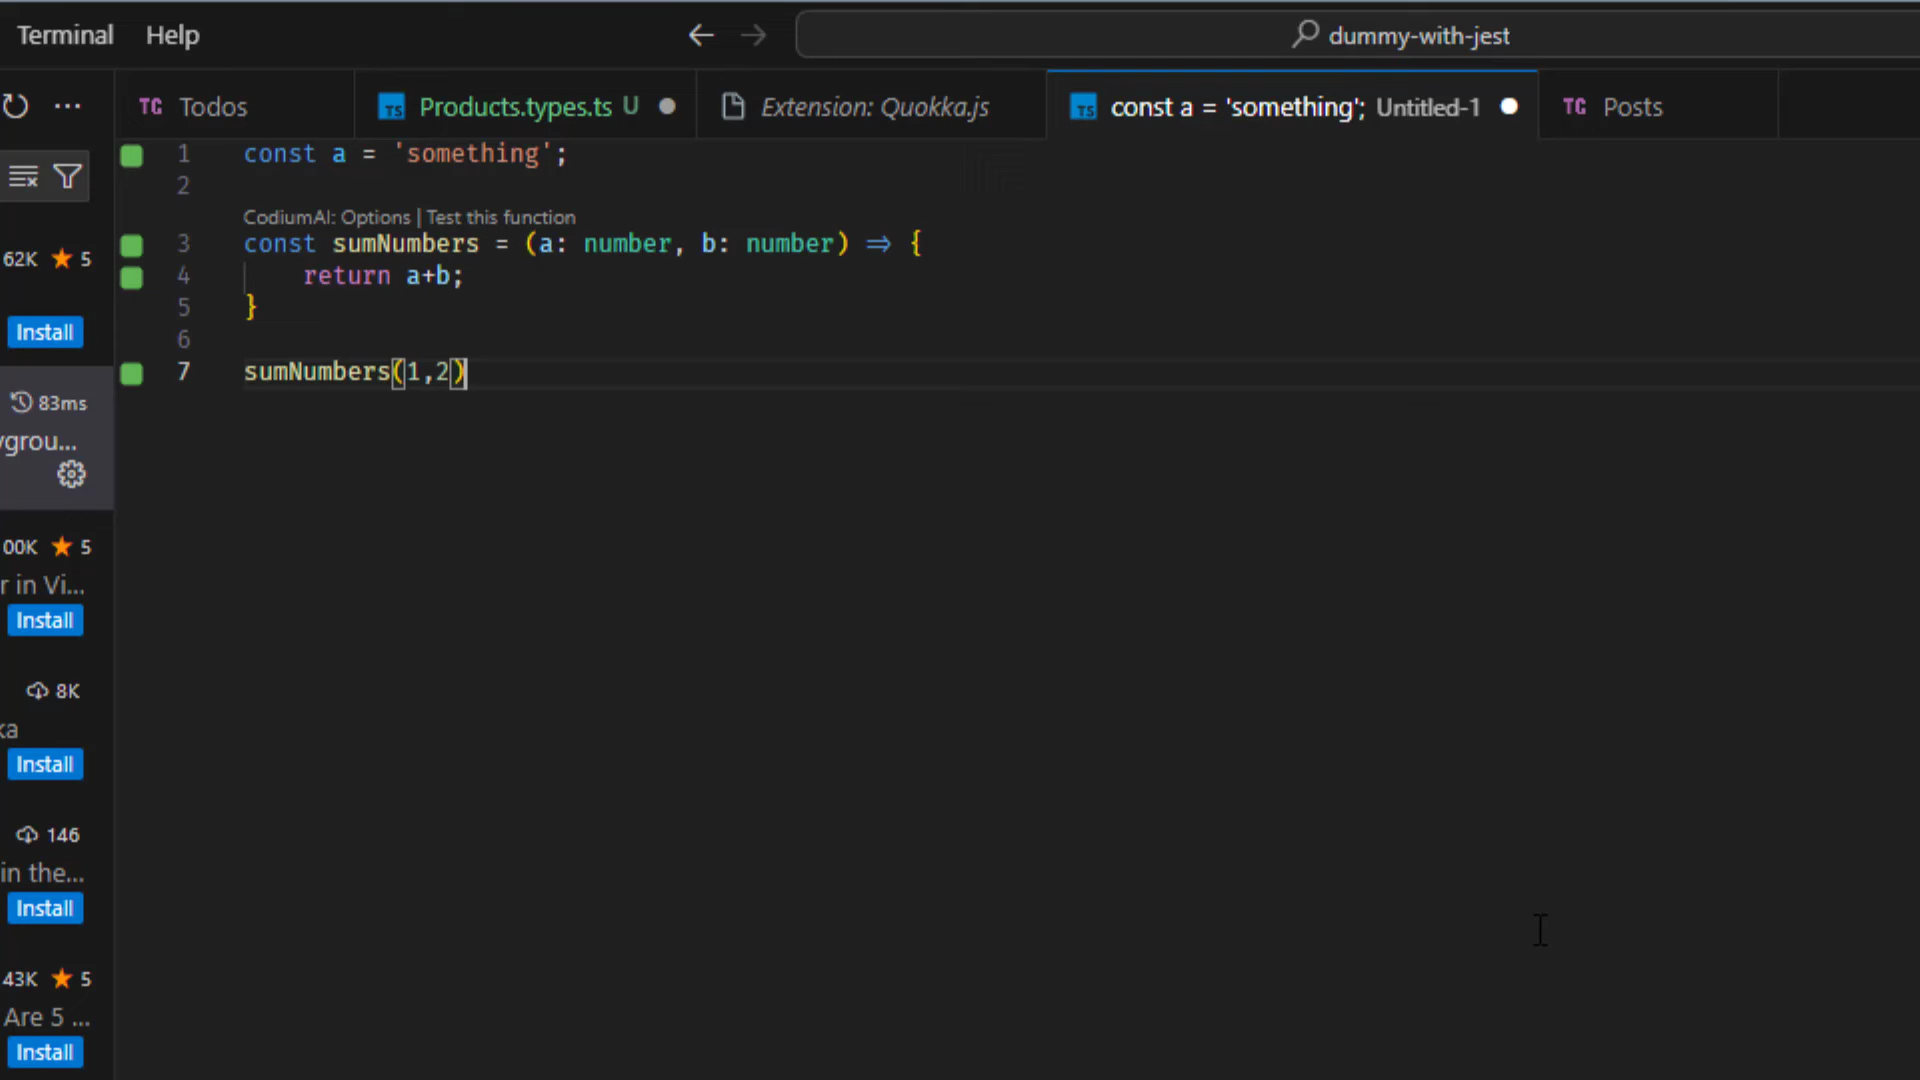 Terminal Help dummy-with-jest
Todos Products.types.ts U Extension: Quokka.js const a = 'something'; Untitled-1 Posts
1 const a = 'something';
2
CodiumAI: Options | Test this function
3 const sumNumbers = (a: number, b: number) => {
4 return a+b;
5 }
6
7 sumNumbers(1,2)
62K 5
Install
83ms
ygrou...
00K 5
r in Vi...
Install
8K
ka
Install
146
in the...
Install
43K 5
Are 5 ...
Install